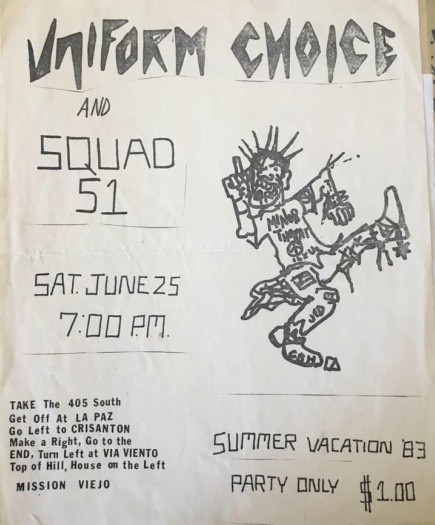 UNIFORM CHOICE
AND
SQUAD
51
MINOR
THREAT
SAT. JUNE 25
7:00 P.M.
TAKE The 405 South
Get Off At LA PAZ
Go Left to CRISANTON
Make a Right, Go to the
END, Turn Left at VIA VIENTO
Top of Hill, House on the Left
MISSION VIEJO
SUMMER VACATION '83
PARTY ONLY $1.00